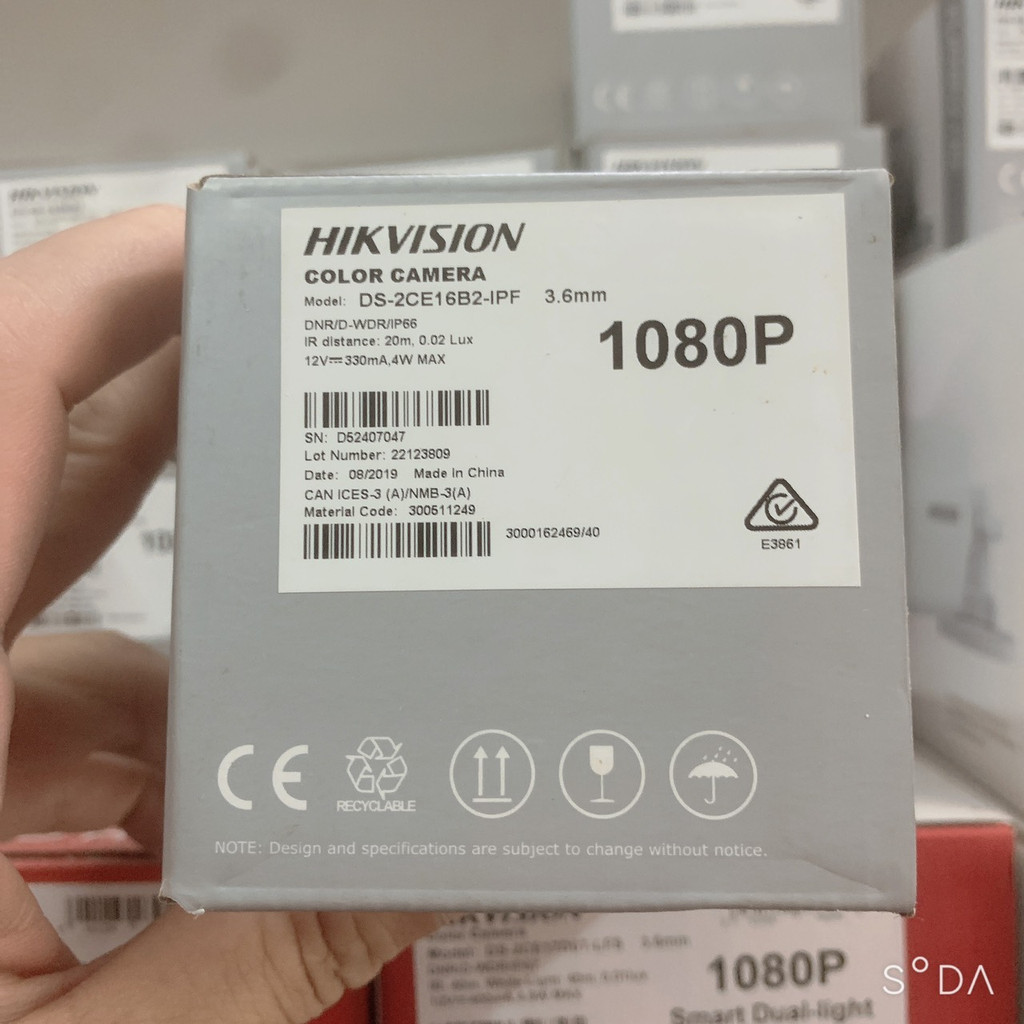 HIKVISION
COLOR CAMERA
Model: DS-2CE16B2-IPF 3.6mm
DNR/D-WDR/IP66
IR distance: 20m, 0.02 Lux
12V⎓330mA,4W MAX
1080P
SN: D52407047
Lot Number: 22123809
Date: 08/2019 Made in China
CAN ICES-3 (A)/NMB-3(A)
Material Code: 300511249
3000162469/40
E3861
CE
RECYCLABLE
NOTE: Design and specifications are subject to change without notice.
HIKVISION
1080P
Smart Dual-light
S°DA